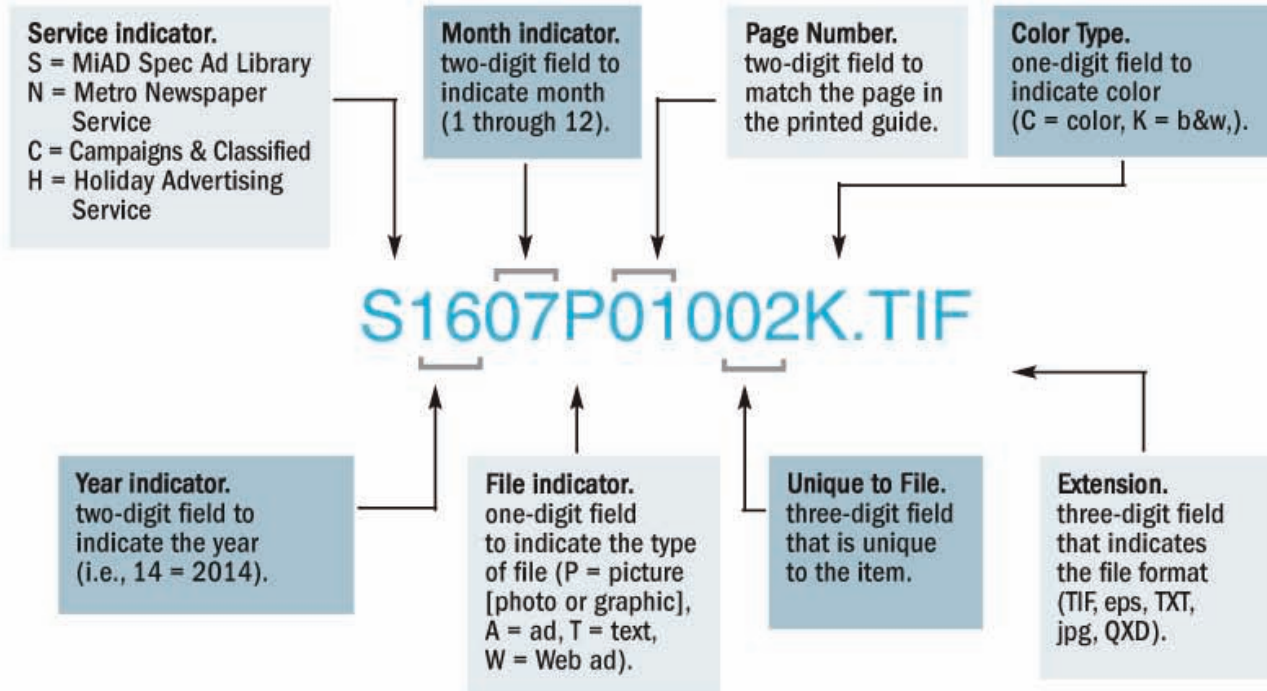 Service indicator.
S = MiAD Spec Ad Library
N = Metro Newspaper
Service
C = Campaigns & Classified
H = Holiday Advertising
Service
Month indicator.
two-digit field to
indicate month
(1 through 12).
Page Number.
two-digit field to
match the page in
the printed guide.
Color Type.
one-digit field to
indicate color
(C = color, K = b&w,).
S1607P01002K.TIF
Year indicator.
two-digit field to
indicate the year
(i.e., 14 = 2014).
File indicator.
one-digit field
to indicate the type
of file (P = picture
[photo or graphic],
A = ad, T = text,
W = Web ad).
Unique to File.
three-digit field
that is unique
to the item.
Extension.
three-digit field
that indicates
the file format
(TIF, eps, TXT,
jpg, QXD).